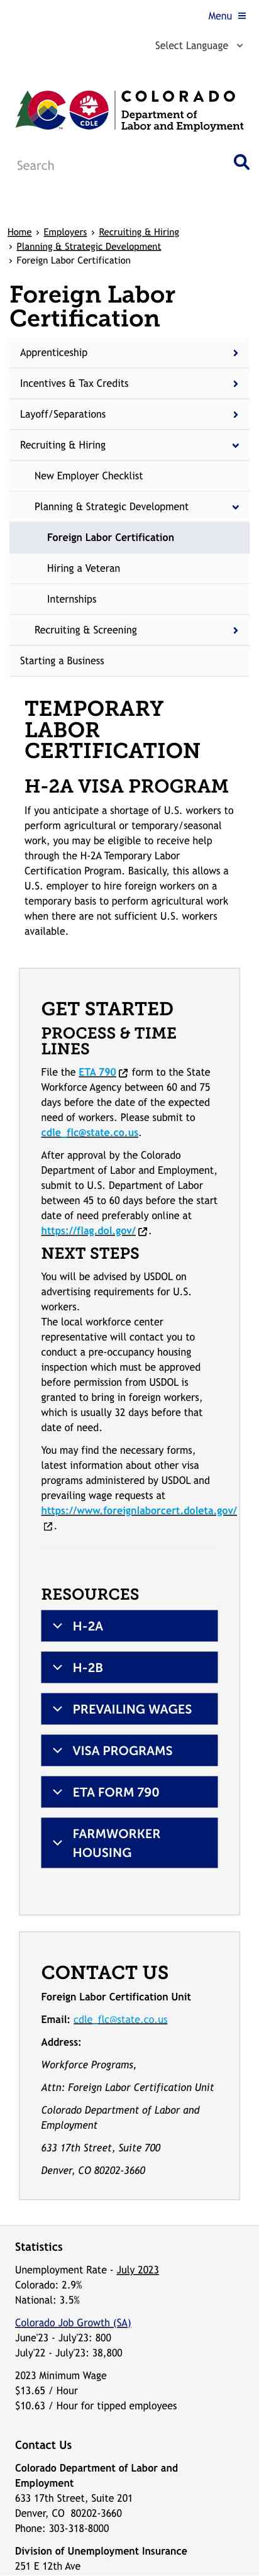 Menu
Select Language
CDLE
COLORADO
Department of
Labor and Employment
Search
Home › Employers › Recruiting & Hiring
› Planning & Strategic Development
› Foreign Labor Certification
Foreign Labor
Certification
Apprenticeship
Incentives & Tax Credits
Layoff/Separations
Recruiting & Hiring
New Employer Checklist
Planning & Strategic Development
Foreign Labor Certification
Hiring a Veteran
Internships
Recruiting & Screening
Starting a Business
TEMPORARY
LABOR
CERTIFICATION
H-2A VISA PROGRAM
If you anticipate a shortage of U.S. workers to
perform agricultural or temporary/seasonal
work, you may be eligible to receive help
through the H-2A Temporary Labor
Certification Program. Basically, this allows a
U.S. employer to hire foreign workers on a
temporary basis to perform agricultural work
when there are not sufficient U.S. workers
available.
GET STARTED
PROCESS & TIME
LINES
File the ETA 790 form to the State
Workforce Agency between 60 and 75
days before the date of the expected
need of workers. Please submit to
cdle_flc@state.co.us.
After approval by the Colorado
Department of Labor and Employment,
submit to U.S. Department of Labor
between 45 to 60 days before the start
date of need preferably online at
https://flag.dol.gov/.
NEXT STEPS
You will be advised by USDOL on
advertising requirements for U.S.
workers.
The local workforce center
representative will contact you to
conduct a pre-occupancy housing
inspection which must be approved
before permission from USDOL is
granted to bring in foreign workers,
which is usually 32 days before that
date of need.
You may find the necessary forms,
latest information about other visa
programs administered by USDOL and
prevailing wage requests at
https://www.foreignlaborcert.doleta.gov/
.
RESOURCES
H-2A
H-2B
PREVAILING WAGES
VISA PROGRAMS
ETA FORM 790
FARMWORKER
HOUSING
CONTACT US
Foreign Labor Certification Unit
Email: cdle_flc@state.co.us
Address:
Workforce Programs,
Attn: Foreign Labor Certification Unit
Colorado Department of Labor and
Employment
633 17th Street, Suite 700
Denver, CO 80202-3660
Statistics
Unemployment Rate - July 2023
Colorado: 2.9%
National: 3.5%
Colorado Job Growth (SA)
June'23 - July'23: 800
July'22 - July'23: 38,800
2023 Minimum Wage
$13.65 / Hour
$10.63 / Hour for tipped employees
Contact Us
Colorado Department of Labor and
Employment
633 17th Street, Suite 201
Denver, CO 80202-3660
Phone: 303-318-8000
Division of Unemployment Insurance
251 E 12th Ave